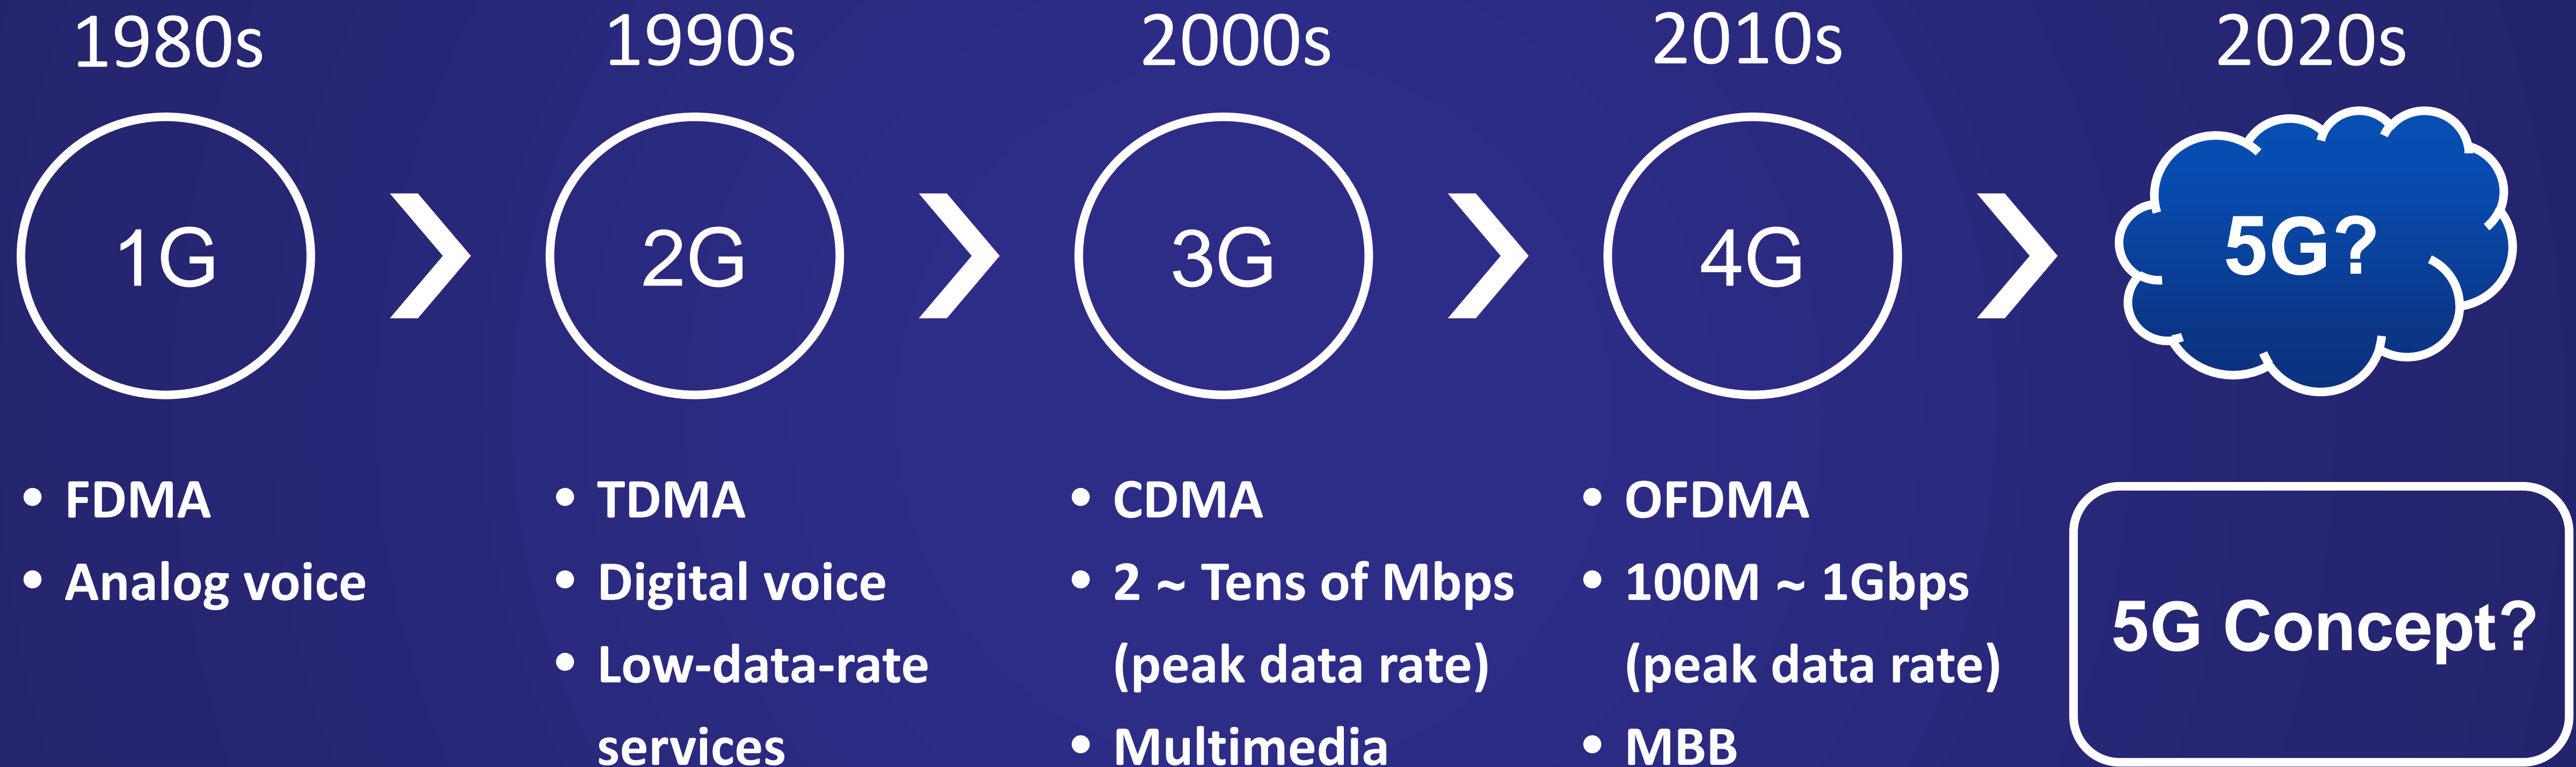 1980s
1990s
2000s
2010s
2020s
1G
2G
3G
4G
5G?
• FDMA
• Analog voice
• TDMA
• Digital voice
• Low-data-rate
services
• CDMA
• 2 ~ Tens of Mbps
(peak data rate)
• Multimedia
• OFDMA
• 100M ~ 1Gbps
(peak data rate)
• MBB
5G Concept?